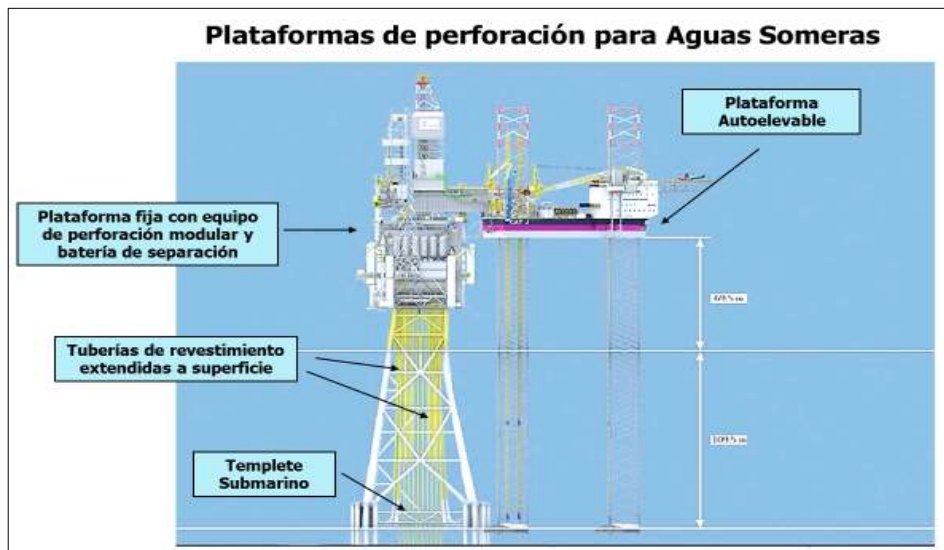 Plataformas de perforación para Aguas Someras
Plataforma
Autoelevable
Plataforma fija con equipo
de perforación modular y
batería de separación
Tuberías de revestimiento
extendidas a superficie
Templete
Submarino